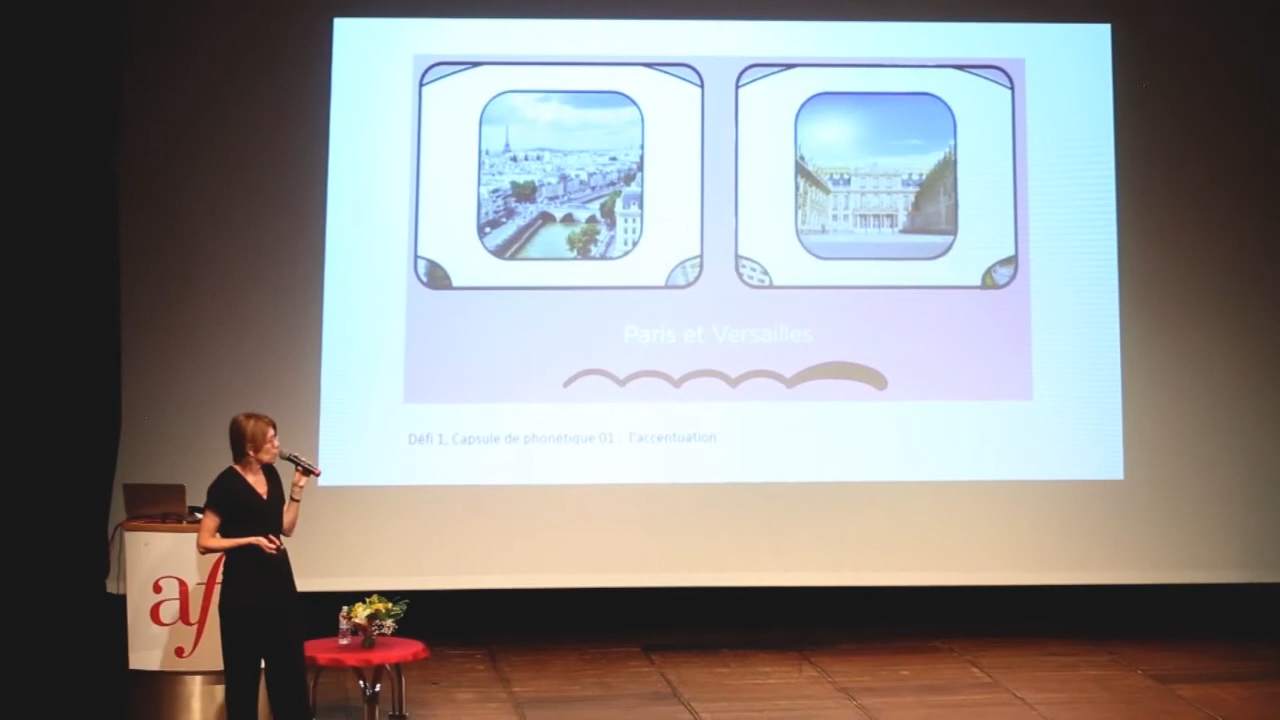 Paris et Versailles
Défi 1, Capsule de phonétique 01 : l'accentuation
af